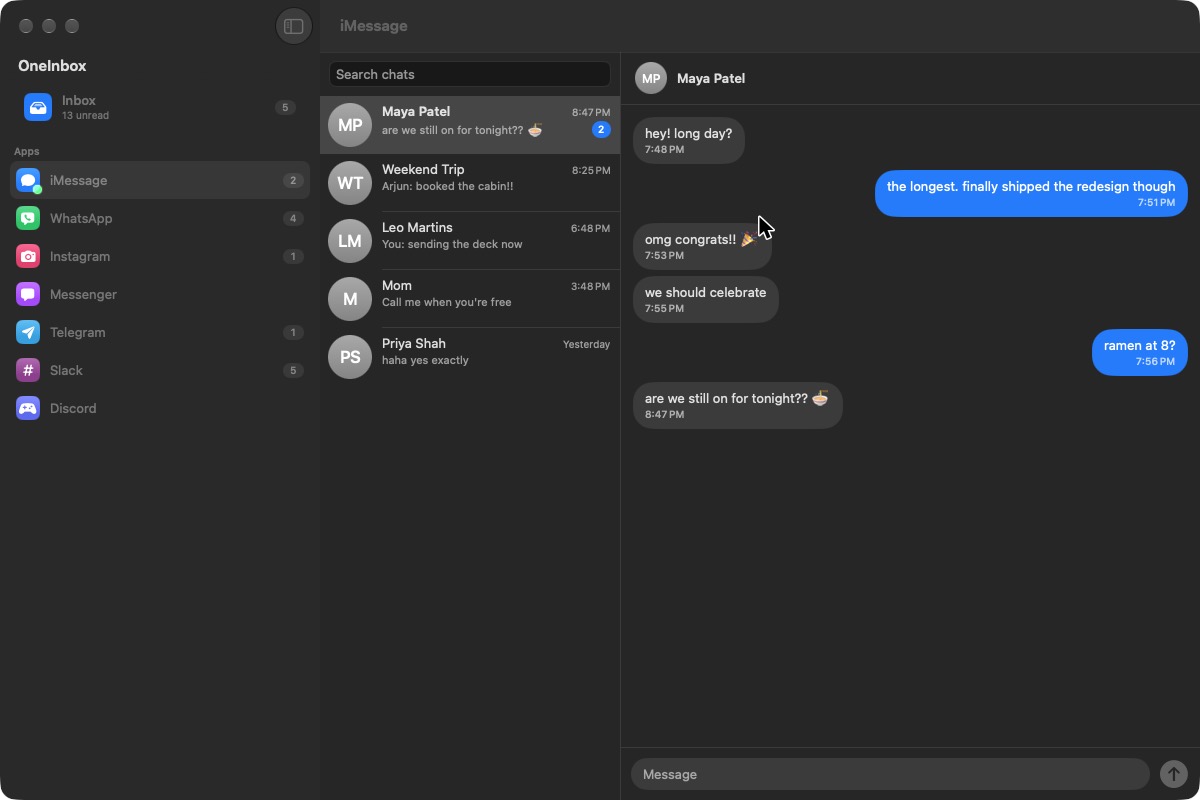 iMessage
OneInbox
Inbox
13 unread
5
Apps
iMessage
2
WhatsApp
4
Instagram
1
Messenger
Telegram
1
# Slack
5
Discord
Search chats
MP
Maya Patel
8:47 PM
are we still on for tonight?? 🍜
2
WT
Weekend Trip
8:25 PM
Arjun: booked the cabin!!
LM
Leo Martins
6:48 PM
You: sending the deck now
M
Mom
3:48 PM
Call me when you're free
PS
Priya Shah
Yesterday
haha yes exactly
MP
Maya Patel
hey! long day?
7:48 PM
the longest. finally shipped the redesign though
7:51 PM
omg congrats!! 🎉
7:53 PM
we should celebrate
7:55 PM
ramen at 8?
7:56 PM
are we still on for tonight?? 🍜
8:47 PM
Message